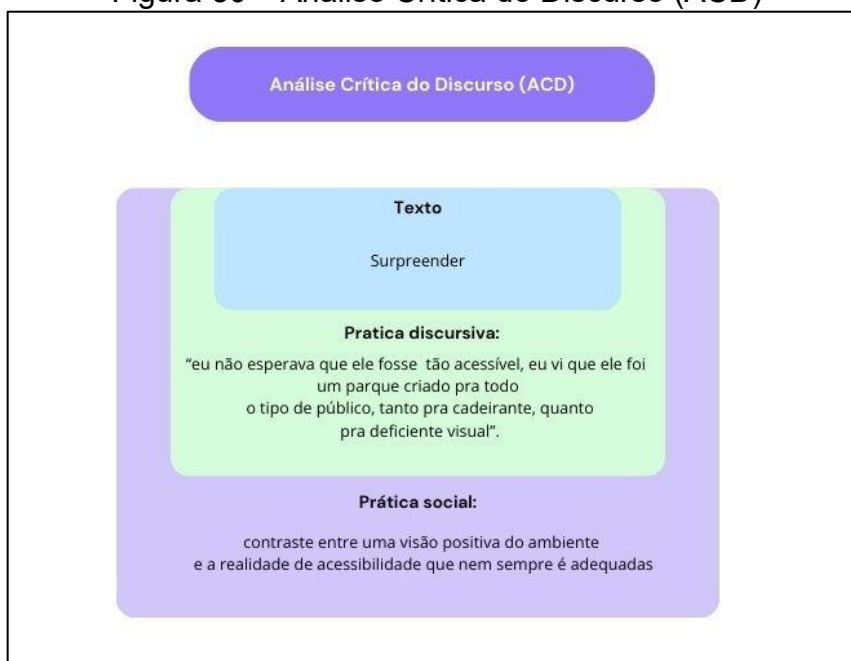 Análise Crítica do Discurso (ACD)
Análise Crítica do Discurso (ACD)
Texto
Surpreender
Pratica discursiva:
“eu não esperava que ele fosse tão acessível, eu vi que ele foi
um parque criado pra todo
o tipo de público, tanto pra cadeirante, quanto
pra deficiente visual”.
Prática social:
contraste entre uma visão positiva do ambiente
e a realidade de acessibilidade que nem sempre é adequadas